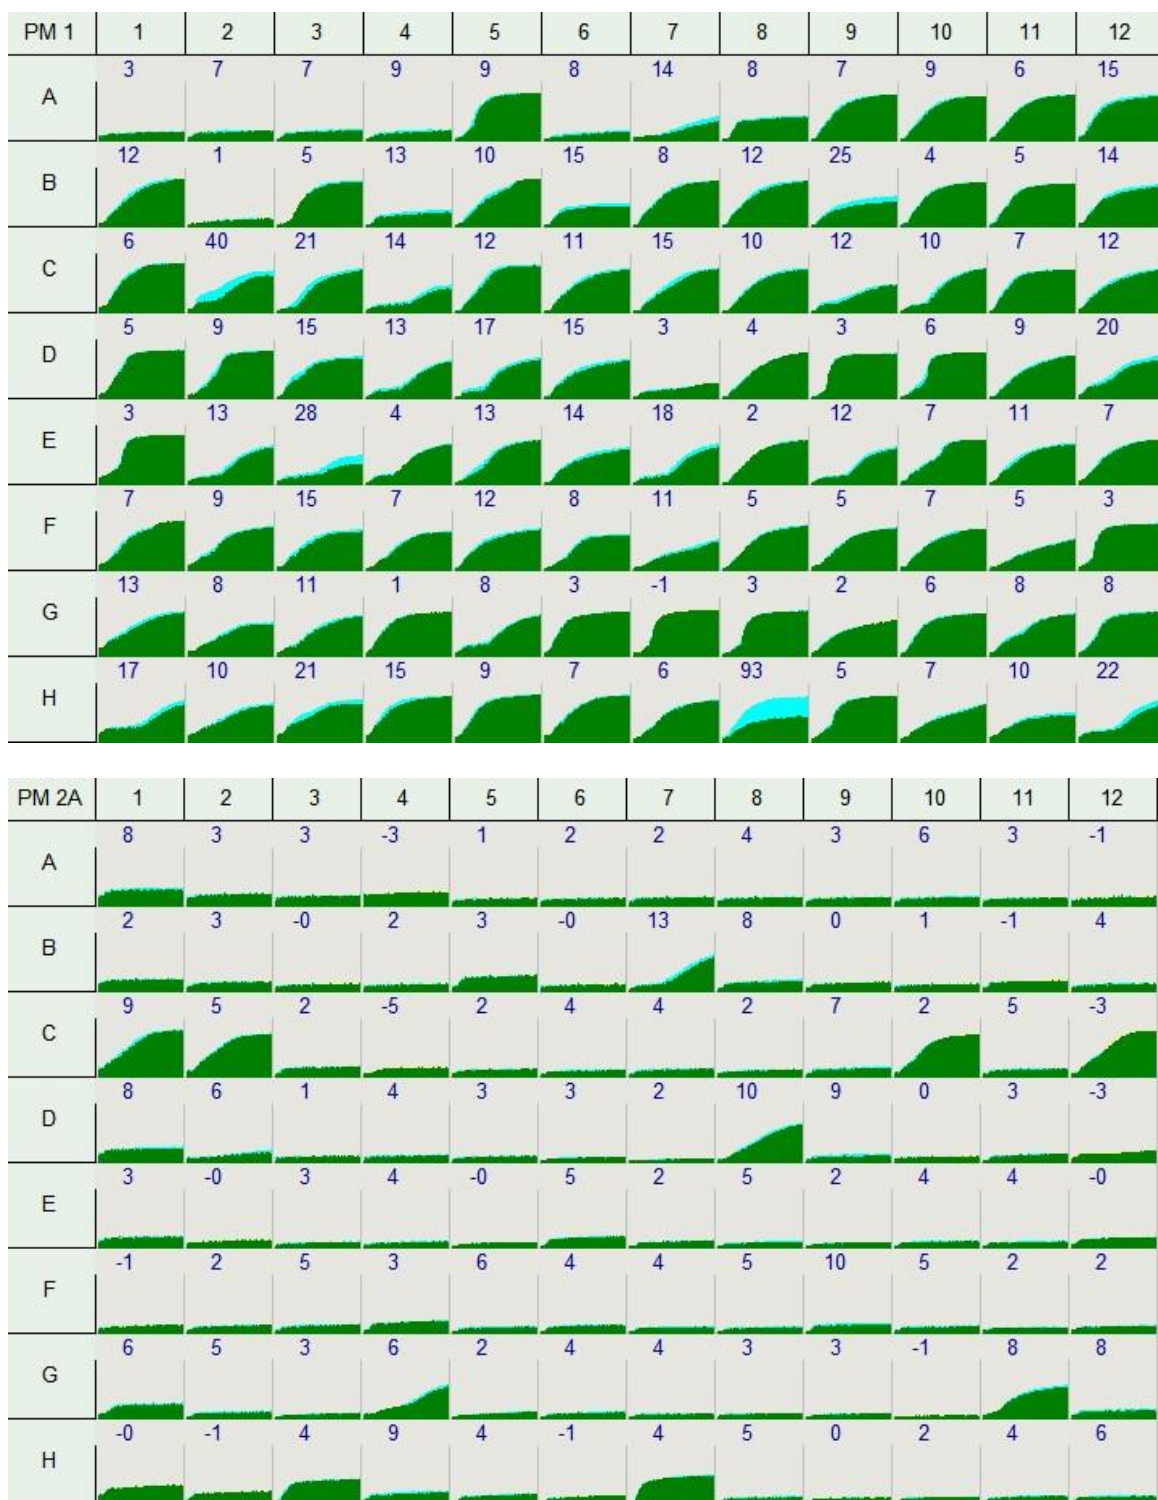 PM 1 1 2 3 4 5 6 7 8 9 10 11 12
A 3 7 7 9 9 8 14 8 7 9 6 15
B 12 1 5 13 10 15 8 12 25 4 5 14
C 6 40 21 14 12 11 15 10 12 10 7 12
D 5 9 15 13 17 15 3 4 3 6 9 20
E 3 13 28 4 13 14 18 2 12 7 11 7
F 7 9 15 7 12 8 11 5 5 7 5 3
G 13 8 11 1 8 3 -1 3 2 6 8 8
H 17 10 21 15 9 7 6 93 5 7 10 22
PM 2A 1 2 3 4 5 6 7 8 9 10 11 12
A 8 3 3 -3 1 2 2 4 3 6 3 -1
B 2 3 -0 2 3 -0 13 8 0 1 -1 4
C 9 5 2 -5 2 4 4 2 7 2 5 -3
D 8 6 1 4 3 3 2 10 9 0 3 -3
E 3 -0 3 4 -0 5 2 5 2 4 4 -0
F -1 2 5 3 6 4 4 5 10 5 2 2
G 6 5 3 6 2 4 4 3 3 -1 8 8
H -0 -1 4 9 4 -1 4 5 0 2 4 6